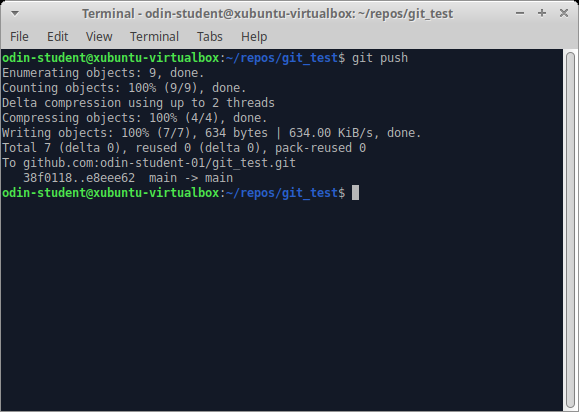 Terminal - odin-student@xubuntu-virtualbox: ~/repos/git_test
File Edit View Terminal Tabs Help
odin-student@xubuntu-virtualbox:~/repos/git_test$ git push
Enumerating objects: 9, done.
Counting objects: 100% (9/9), done.
Delta compression using up to 2 threads
Compressing objects: 100% (4/4), done.
Writing objects: 100% (7/7), 634 bytes | 634.00 KiB/s, done.
Total 7 (delta 0), reused 0 (delta 0), pack-reused 0
To github.com:odin-student-01/git_test.git
   38f0118..e8eee62  main -> main
odin-student@xubuntu-virtualbox:~/repos/git_test$